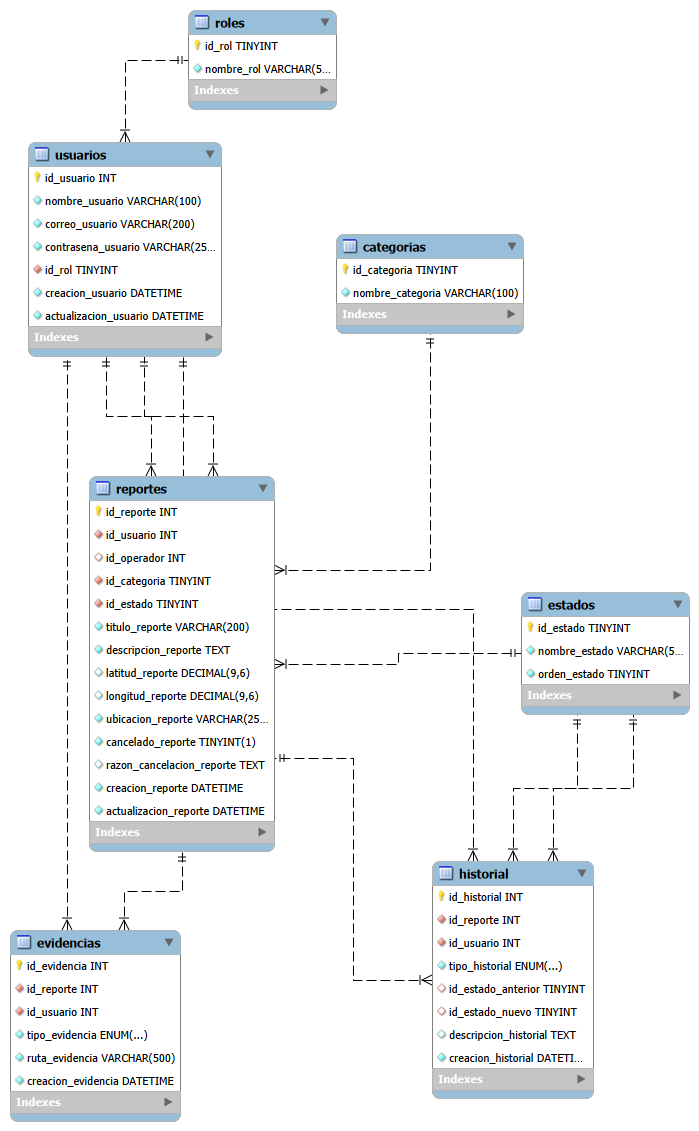 roles
id_rol TINYINT
nombre_rol VARCHAR(5...
Indexes
usuarios
id_usuario INT
nombre_usuario VARCHAR(100)
correo_usuario VARCHAR(200)
contrasena_usuario VARCHAR(25...
id_rol TINYINT
creacion_usuario DATETIME
actualizacion_usuario DATETIME
Indexes
categorias
id_categoria TINYINT
nombre_categoria VARCHAR(100)
Indexes
reportes
id_reporte INT
id_usuario INT
id_operador INT
id_categoria TINYINT
id_estado TINYINT
titulo_reporte VARCHAR(200)
descripcion_reporte TEXT
latitud_reporte DECIMAL(9,6)
longitud_reporte DECIMAL(9,6)
ubicacion_reporte VARCHAR(25...
cancelado_reporte TINYINT(1)
razon_cancelacion_reporte TEXT
creacion_reporte DATETIME
actualizacion_reporte DATETIME
Indexes
estados
id_estado TINYINT
nombre_estado VARCHAR(5...
orden_estado TINYINT
Indexes
historial
id_historial INT
id_reporte INT
id_usuario INT
tipo_historial ENUM(...)
id_estado_anterior TINYINT
id_estado_nuevo TINYINT
descripcion_historial TEXT
creacion_historial DATETI...
Indexes
evidencias
id_evidencia INT
id_reporte INT
id_usuario INT
tipo_evidencia ENUM(...)
ruta_evidencia VARCHAR(500)
creacion_evidencia DATETIME
Indexes